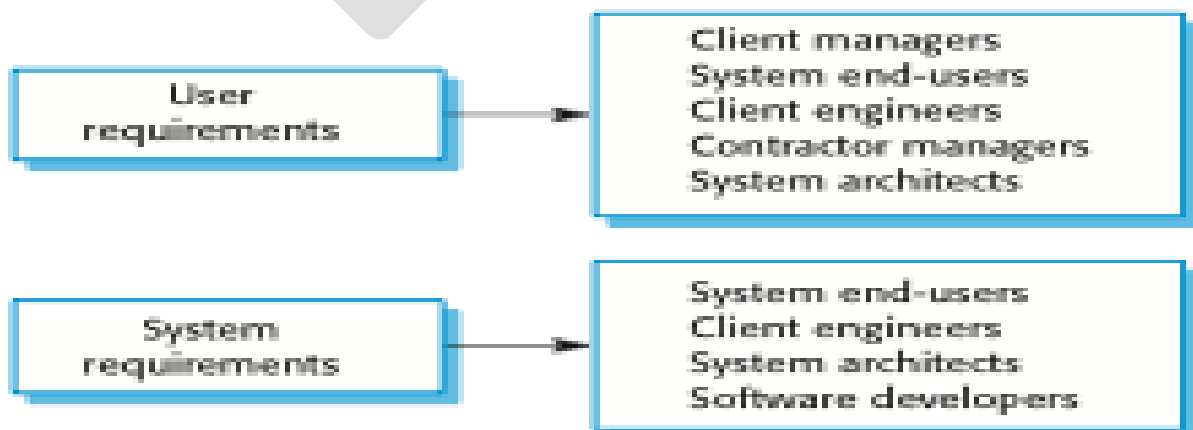 User
requirements
Client managers
System end-users
Client engineers
Contractor managers
System architects
System
requirements
System end-users
Client engineers
System architects
Software developers